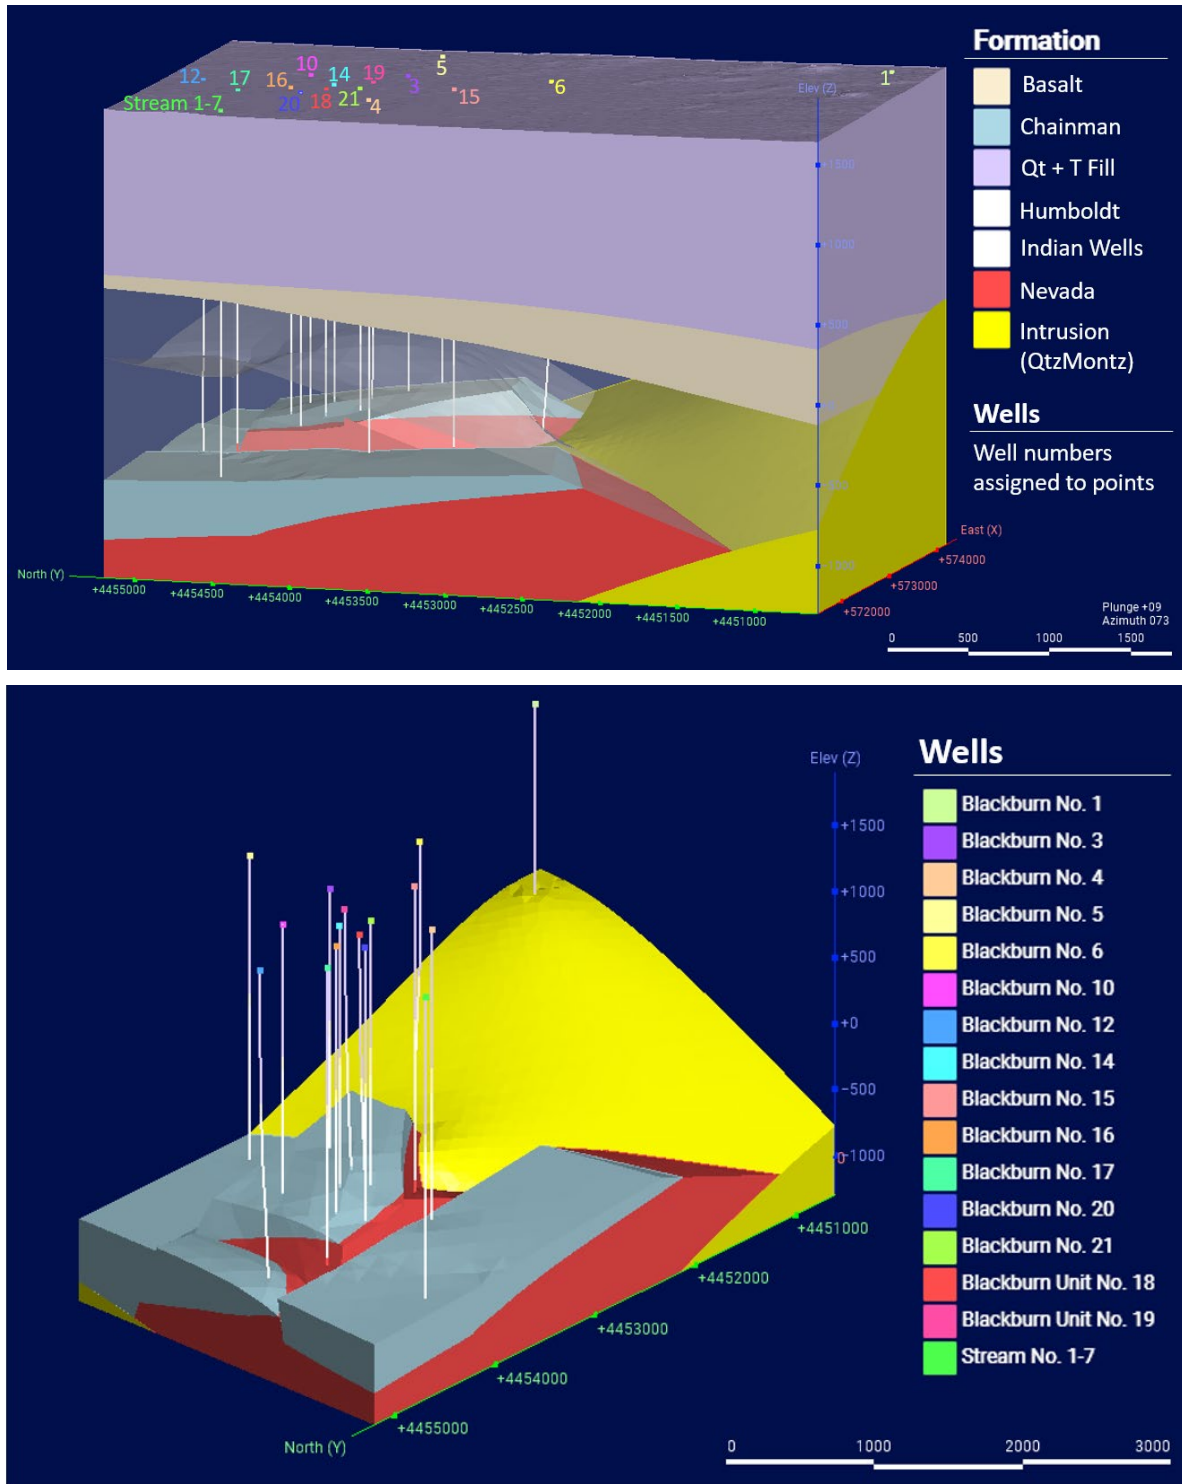 Formation
Basalt
Chainman
Qt + T Fill
Humboldt
Indian Wells
Nevada
Intrusion
(QtzMontz)
Wells
Well numbers
assigned to points
10
5
12
17
16
14
19
3
6
1
Stream 1-7
20
18
21
4
15
Elev (Z)
+1500
+1000
+500
North (Y)
+4455000
+4454500
+4454000
+4453500
+4453000
+4452500
+4452000
+4451500
+4451000
East (X)
+574000
+573000
+572000
Plunge +09
Azimuth 073
0 500 1000 1500
Wells
Blackburn No. 1
Blackburn No. 3
Blackburn No. 4
Blackburn No. 5
Blackburn No. 6
Blackburn No. 10
Blackburn No. 12
Blackburn No. 14
Blackburn No. 15
Blackburn No. 16
Blackburn No. 17
Blackburn No. 20
Blackburn No. 21
Blackburn Unit No. 18
Blackburn Unit No. 19
Stream No. 1-7
Elev (Z)
+1500
+1000
+500
+0
−500
−1000
+4451000
+4452000
+4453000
+4454000
+4455000
North (Y)
0 1000 2000 3000